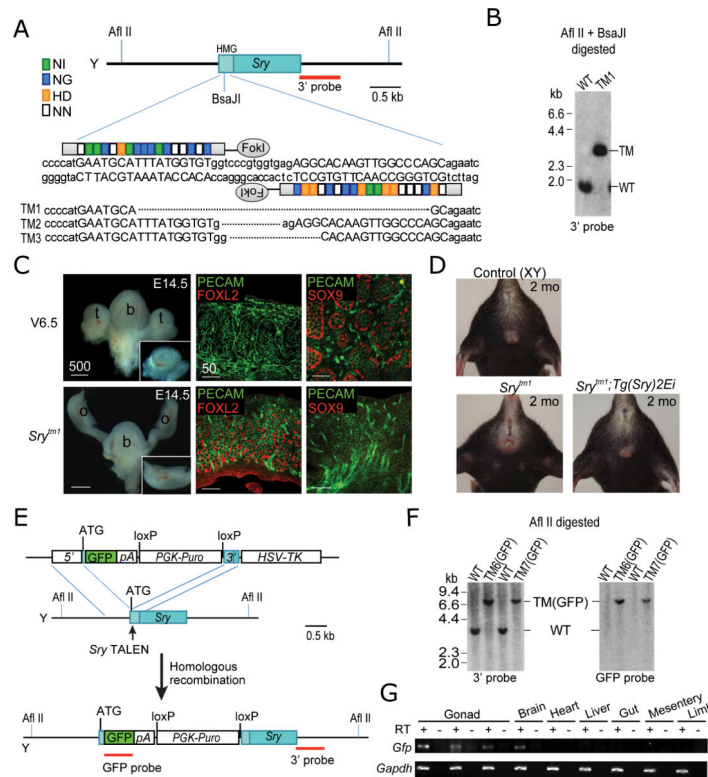 A
Afl II Afl II
HMG
Y Sry
NI
NG
HD
NN
BsaJI
3' probe
0.5 kb
FokI
ccccatGAATGCATTTATGGTGTggtcccgtggtgagAGGCACAAGTTGGCCCAGCagaatc
ggggtaCTTACGTAAATACCACAccagggcaccactcTCCGTGTTCAACCGGGTCGtcttag
FokI
TM1 ccccatGAATGCA GCagaatc
TM2 ccccatGAATGCATTTATGGTGTg agAGGCACAAGTTGGCCCAGCagaatc
TM3 ccccatGAATGCATTTATGGTGTgg CACAAGTTGGCCCAGCagaatc
B
Afl II + BsaJI
digested
WT TM1
kb
6.6
4.4
TM
2.3
2.0
WT
3' probe
C
V6.5
E14.5
t b t
500
PECAM
FOXL2
50
PECAM
SOX9
Sry^tm1
E14.5
o o
b
PECAM
FOXL2
PECAM
SOX9
D
Control (XY)
2 mo
Sry^tm1
2 mo
Sry^tm1;Tg(Sry)2Ei
2 mo
E
ATG loxP loxP
5' GFP pA PGK-Puro 3' HSV-TK
Afl II ATG Afl II
Y Sry
0.5 kb
Sry TALEN
Homologous
recombination
Afl II ATG loxP loxP Afl II
GFP pA PGK-Puro Sry
Y
GFP probe
3' probe
F
Afl II digested
WT TM6(GFP) WT TM7(GFP)
WT TM6(GFP) WT TM7(GFP)
kb
9.4
6.6
4.4
2.3
2.0
TM(GFP)
WT
3' probe
GFP probe
G
Gonad Brain Heart Liver Gut Mesentery Limb
RT + - + - + - + - + - + - + - + - + -
Gfp
Gapdh